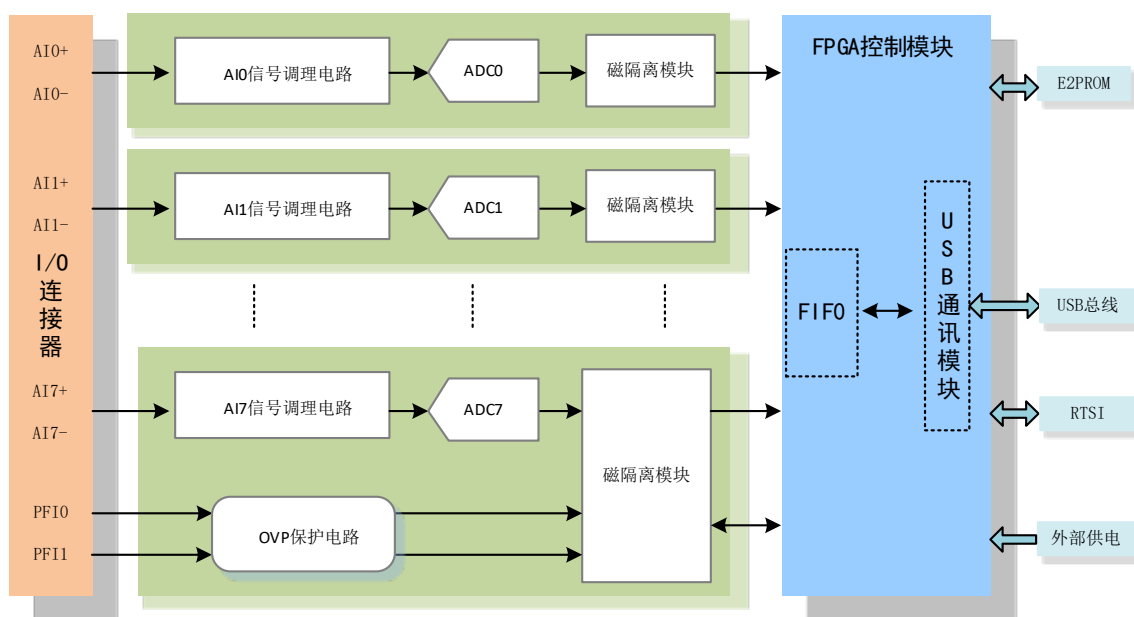 AI0+
AI0-
AI1+
AI1-
I/O
连
接
器
AI7+
AI7-
PFI0
PFI1
AI0信号调理电路
ADC0
磁隔离模块
AI1信号调理电路
ADC1
磁隔离模块
AI7信号调理电路
ADC7
磁隔离模块
OVP保护电路
FPGA控制模块
FIFO
U
S
B
通
讯
模
块
E2PROM
USB总线
RTSI
外部供电